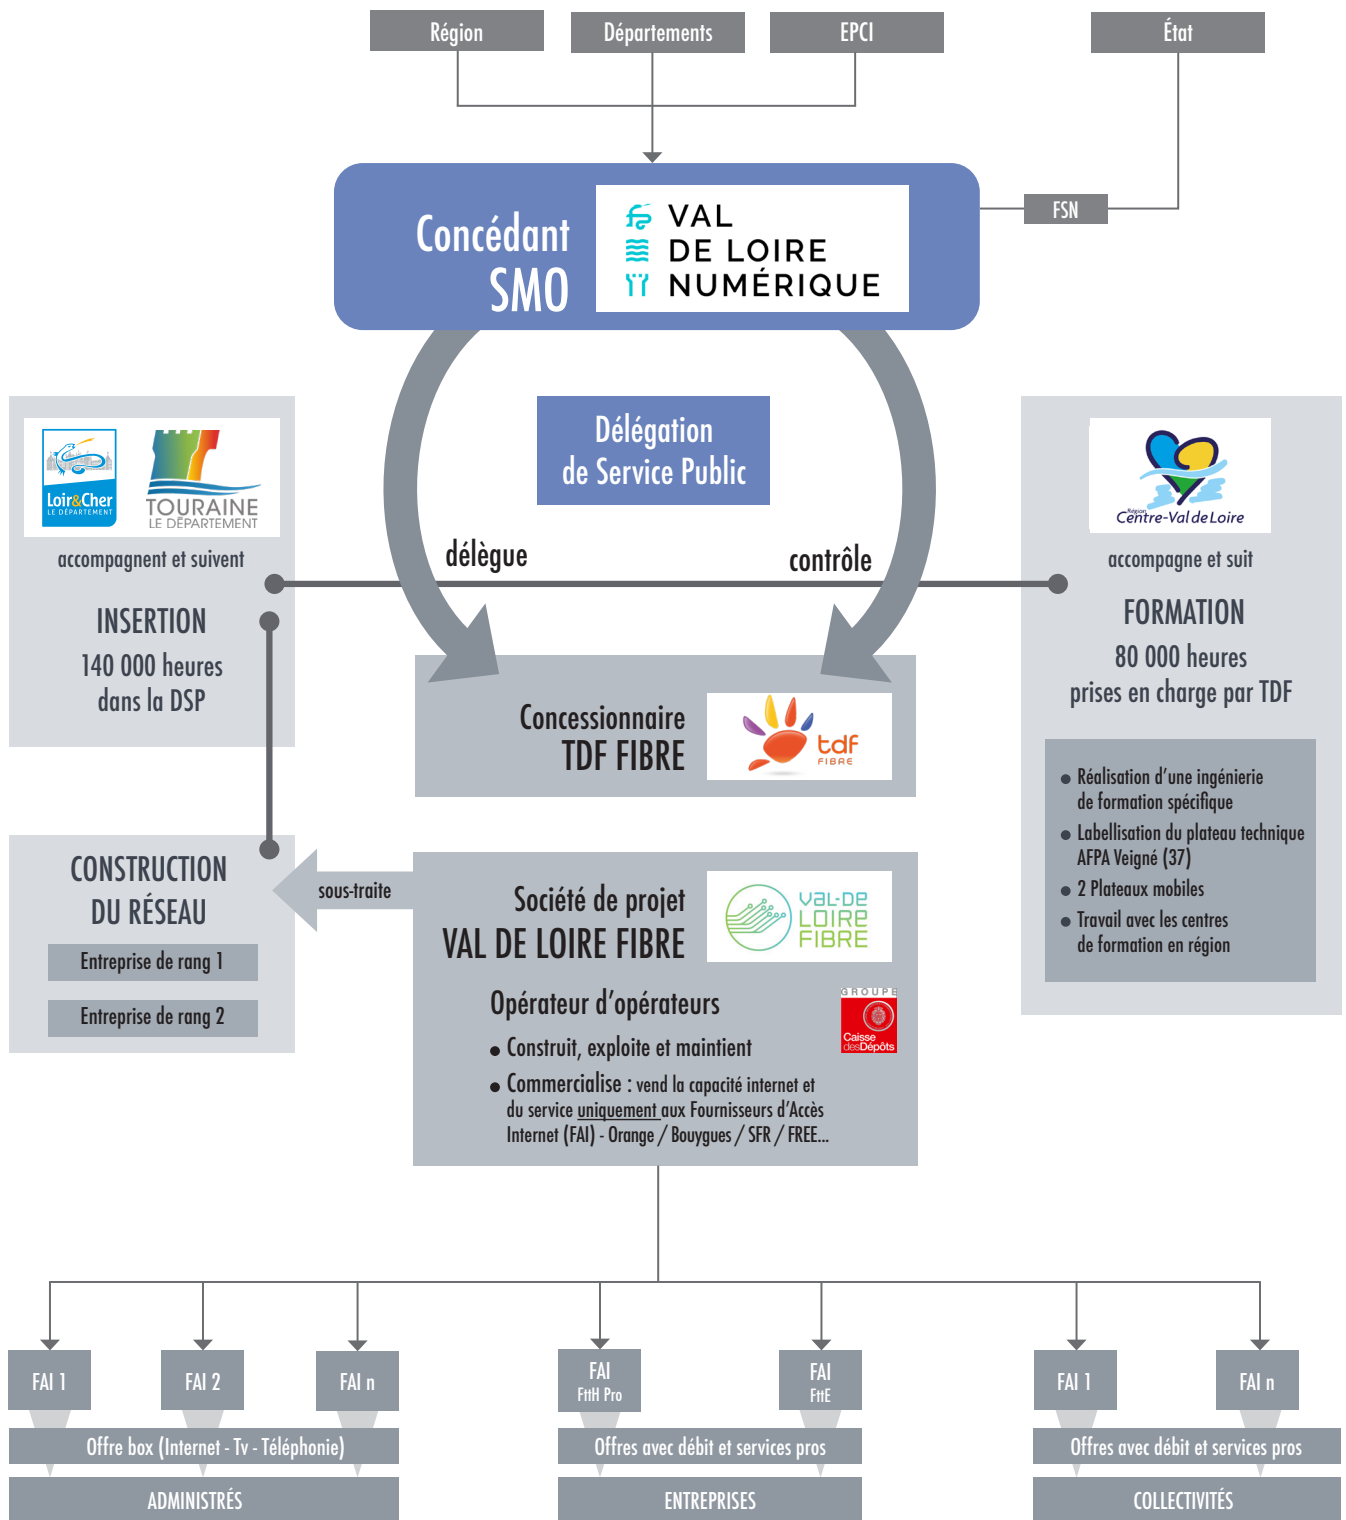 Région
Départements
EPCI
État
FSN
Concédant
SMO
VAL
DE LOIRE
NUMÉRIQUE
Délégation
de Service Public
délègue
contrôle
Loir&Cher
LE DÉPARTEMENT
TOURAINE
LE DÉPARTEMENT
accompagnent et suivent
INSERTION
140 000 heures
dans la DSP
Région
Centre-Val de Loire
accompagne et suit
FORMATION
80 000 heures
prises en charge par TDF
● Réalisation d’une ingénierie
de formation spécifique
● Labellisation du plateau technique
AFPA Veigné (37)
● 2 Plateaux mobiles
● Travail avec les centres
de formation en région
Concessionnaire
TDF FIBRE
tdf
FIBRE
CONSTRUCTION
DU RÉSEAU
Entreprise de rang 1
Entreprise de rang 2
sous-traite
Société de projet
VAL DE LOIRE FIBRE
VAL-DE
LOIRE
FIBRE
Opérateur d’opérateurs
GROUPE
Caisse
desDépôts
● Construit, exploite et maintient
● Commercialise : vend la capacité internet et
du service uniquement aux Fournisseurs d’Accès
Internet (FAI) - Orange / Bouygues / SFR / FREE...
FAI 1
FAI 2
FAI n
Offre box (Internet - Tv - Téléphonie)
ADMINISTRÉS
FAI
FttH Pro
FAI
FttE
Offres avec débit et services pros
ENTREPRISES
FAI 1
FAI n
Offres avec débit et services pros
COLLECTIVITÉS